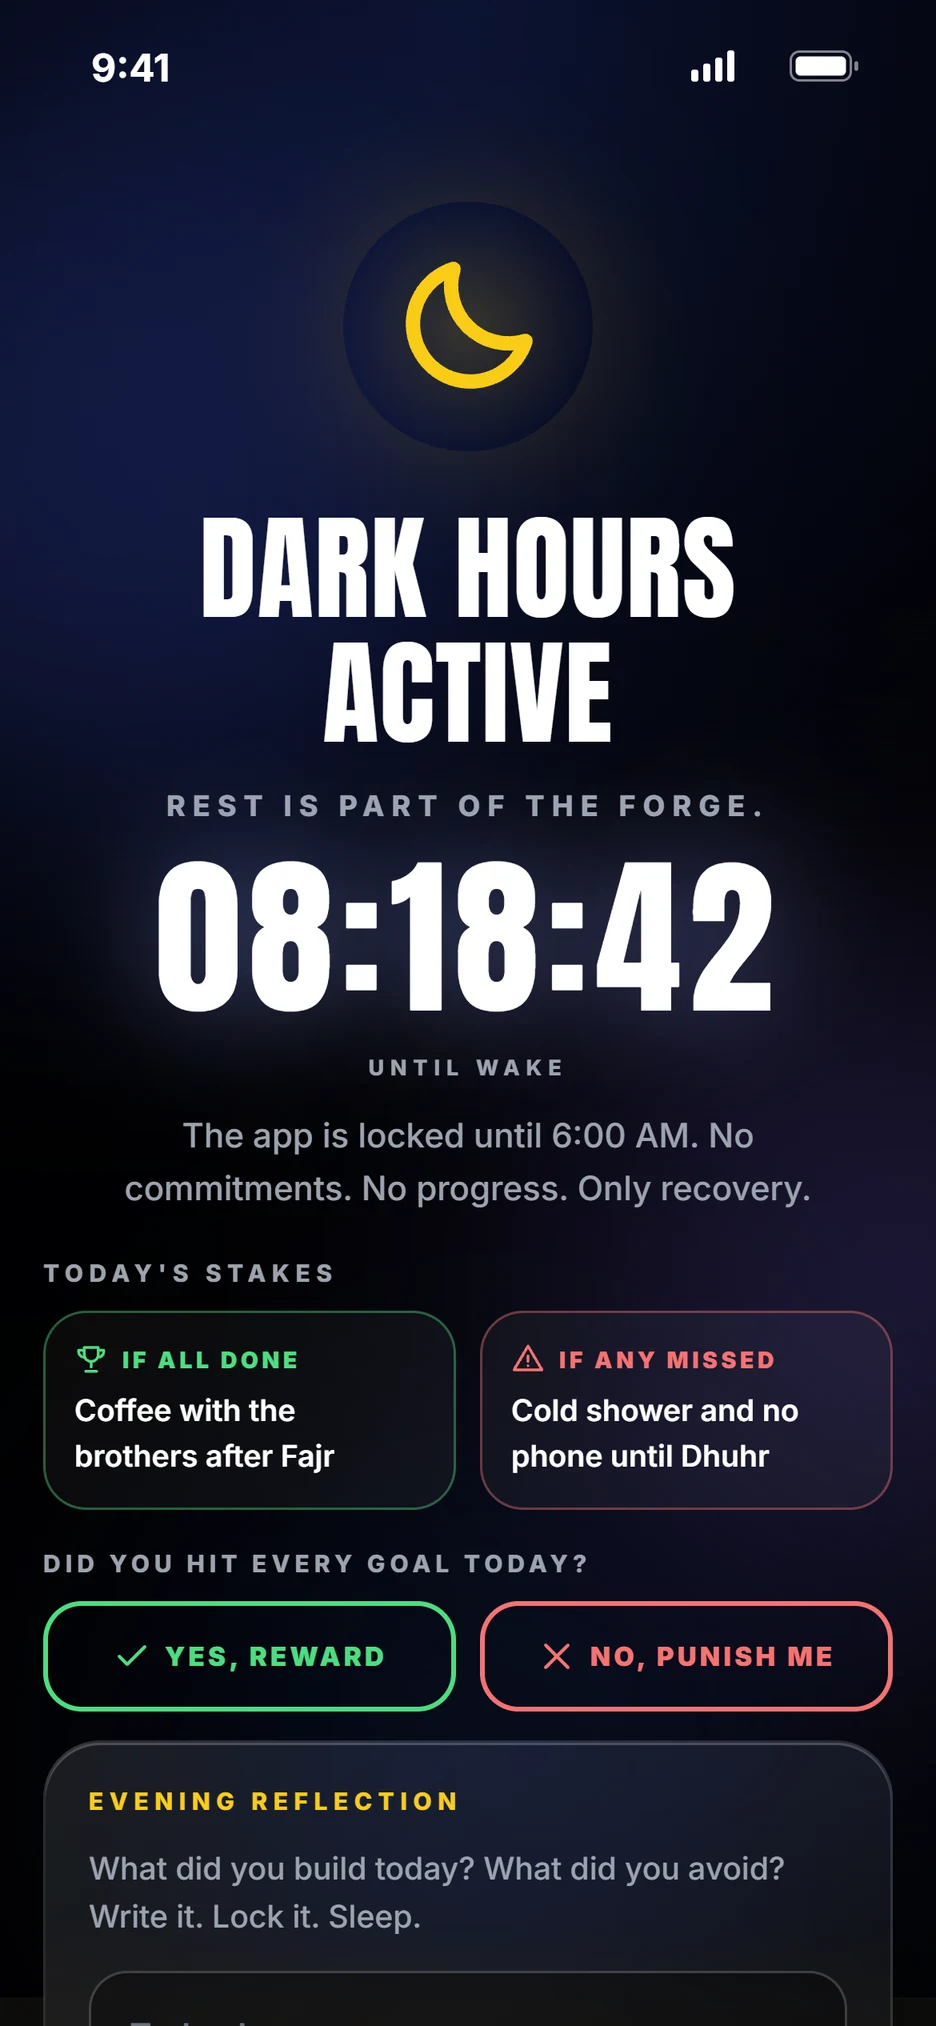 9:41
DARK HOURS
ACTIVE
REST IS PART OF THE FORGE.
08:18:42
UNTIL WAKE
The app is locked until 6:00 AM. No
commitments. No progress. Only recovery.
TODAY'S STAKES
IF ALL DONE
Coffee with the
brothers after Fajr
IF ANY MISSED
Cold shower and no
phone until Dhuhr
DID YOU HIT EVERY GOAL TODAY?
YES, REWARD
NO, PUNISH ME
EVENING REFLECTION
What did you build today? What did you avoid?
Write it. Lock it. Sleep.